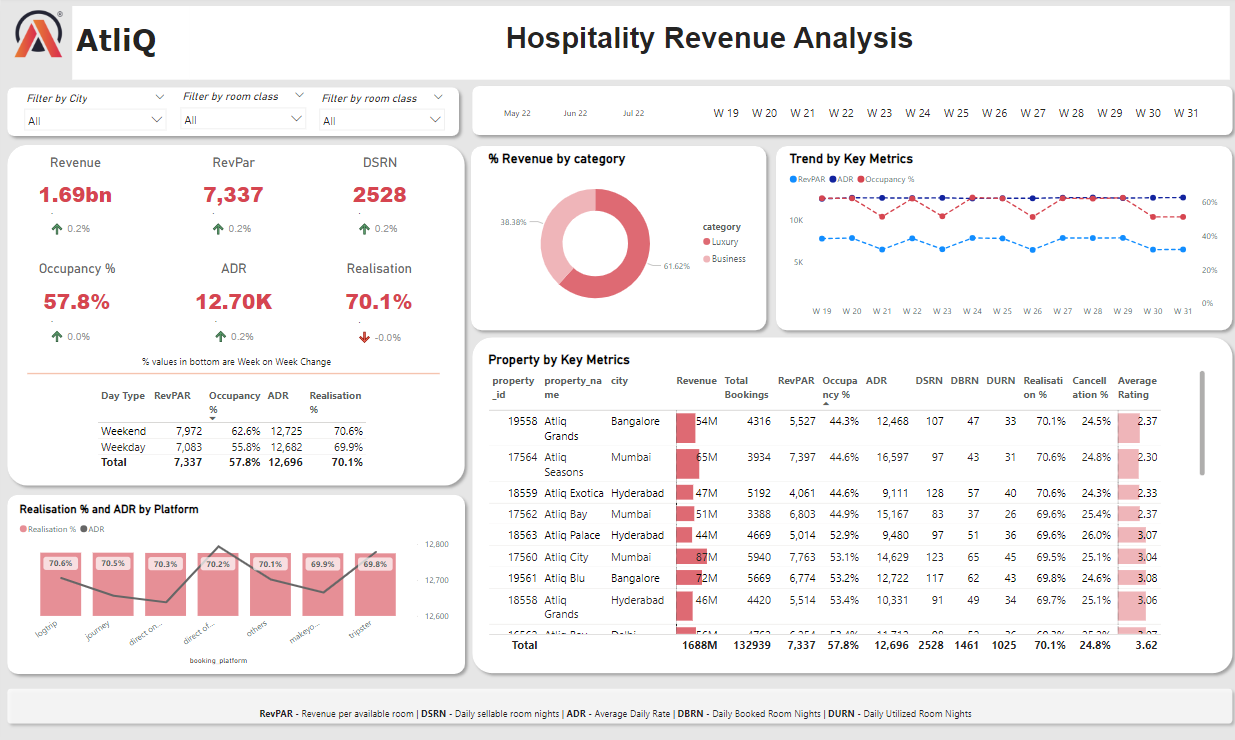 AtliQ
Hospitality Revenue Analysis
Filter by City
All
Filter by room class
All
Filter by room class
All
May 22 Jun 22 Jul 22
W 19 W 20 W 21 W 22 W 23 W 24 W 25 W 26 W 27 W 28 W 29 W 30 W 31
Revenue RevPar DSRN
1.69bn 7,337 2528
0.2% 0.2% 0.2%
Occupancy % ADR Realisation
57.8% 12.70K 70.1%
0.0% 0.2% -0.0%
% values in bottom are Week on Week Change
Day Type RevPAR Occupancy % ADR Realisation %
Weekend 7,972 62.6% 12,725 70.6%
Weekday 7,083 55.8% 12,682 69.9%
Total 7,337 57.8% 12,696 70.1%
% Revenue by category
38.38%
61.62%
category
Luxury
Business
Trend by Key Metrics
RevPAR ADR Occupancy %
10K
5K
60%
40%
20%
0%
W 19 W 20 W 21 W 22 W 23 W 24 W 25 W 26 W 27 W 28 W 29 W 30 W 31
Realisation % and ADR by Platform
Realisation % ADR
70.6% 70.5% 70.3% 70.2% 70.1% 69.9% 69.8%
12,800
12,700
12,600
logtrip journey direct on... direct of... others makeyo... tripster
booking_platform
Property by Key Metrics
property_id property_name city Revenue Total Bookings RevPAR Occupancy % ADR DSRN DBRN DURN Realisation % Cancellation % Average Rating
19558 Atliq Grands Bangalore 54M 4316 5,527 44.3% 12,468 107 47 33 70.1% 24.5% 2.37
17564 Atliq Seasons Mumbai 65M 3934 7,397 44.6% 16,597 97 43 31 70.6% 24.8% 2.30
18559 Atliq Exotica Hyderabad 47M 5192 4,061 44.6% 9,111 128 57 40 70.6% 24.3% 2.33
17562 Atliq Bay Mumbai 51M 3388 6,803 44.9% 15,167 83 37 26 69.6% 25.4% 2.37
18563 Atliq Palace Hyderabad 44M 4669 5,014 52.9% 9,480 97 51 36 69.6% 26.0% 3.07
17560 Atliq City Mumbai 87M 5940 7,763 53.1% 14,629 123 65 45 69.5% 25.1% 3.04
19561 Atliq Blu Bangalore 72M 5669 6,774 53.2% 12,722 117 62 43 69.8% 24.6% 3.08
18558 Atliq Grands Hyderabad 46M 4420 5,514 53.4% 10,331 91 49 34 69.7% 25.1% 3.06
Total 1688M 132939 7,337 57.8% 12,696 2528 1461 1025 70.1% 24.8% 3.62
RevPAR - Revenue per available room | DSRN - Daily sellable room nights | ADR - Average Daily Rate | DBRN - Daily Booked Room Nights | DURN - Daily Utilized Room Nights